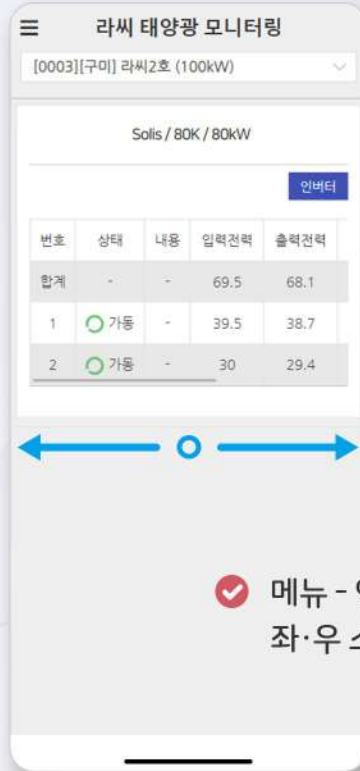 라씨 태양광 모니터링
[0003][구미] 라씨2호 (100kW)
Solis / 80K / 80kW
인버터
번호 상태 내용 입력전력 출력전력
합계 - - 69.5 68.1
1 가동 - 39.5 38.7
2 가동 - 30 29.4
메뉴 -
좌·우